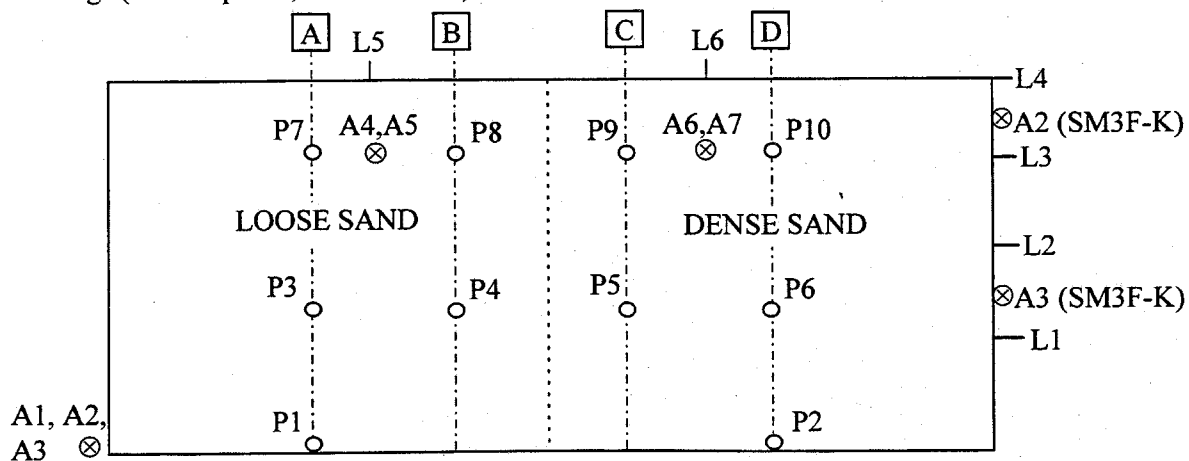 A L5 B C L6 D
L4
P7 A4,A5 P8 P9 A6,A7 P10 A2 (SM3F-K)
L3
LOOSE SAND DENSE SAND
L2
P3 P4 P5 P6 A3 (SM3F-K)
L1
A1, A2,
A3 P1 P2